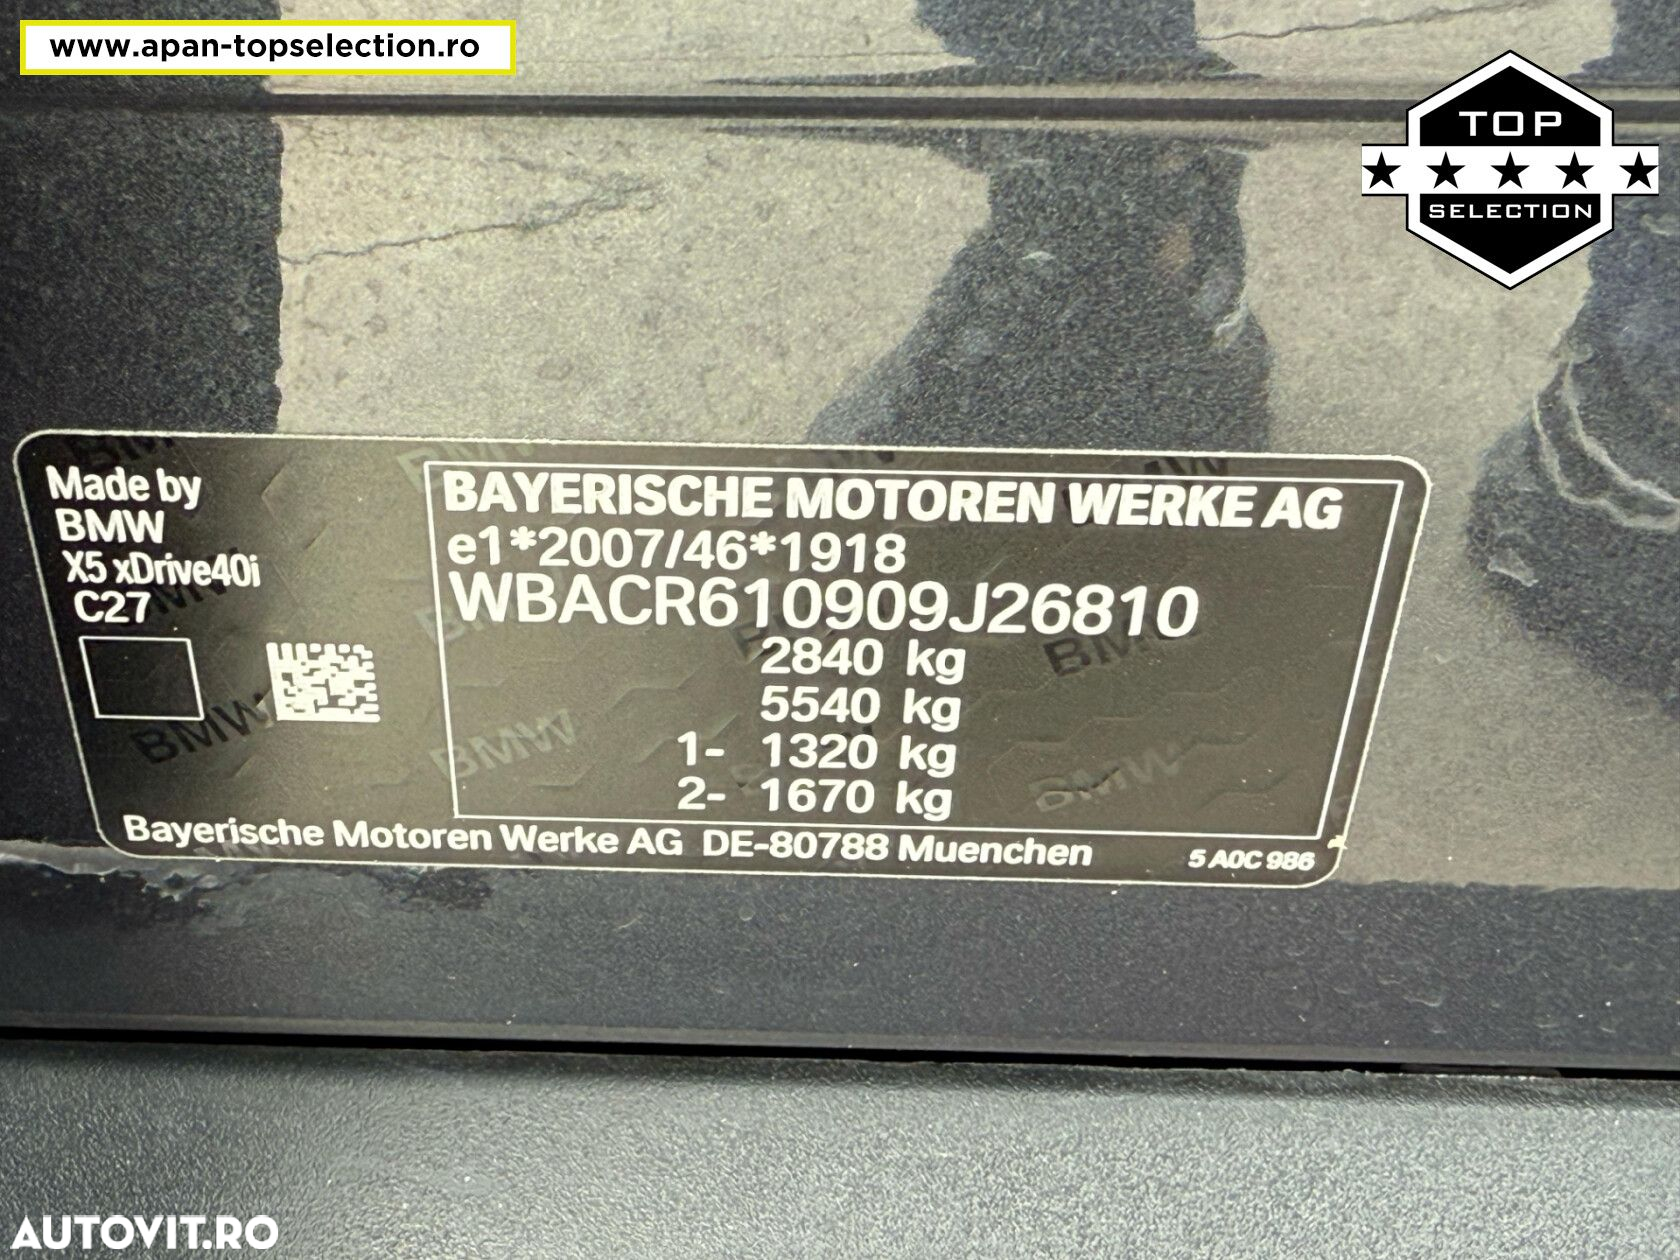 www.apan-topselection.ro
TOP
SELECTION
Made by
BMW
X5 xDrive40i
C27
BAYERISCHE MOTOREN WERKE AG
e1*2007/46*1918
WBACR610909J26810
2840 kg
5540 kg
1- 1320 kg
2- 1670 kg
Bayerische Motoren Werke AG DE-80788 Muenchen
5 A0C 986
AUTOVIT.RO